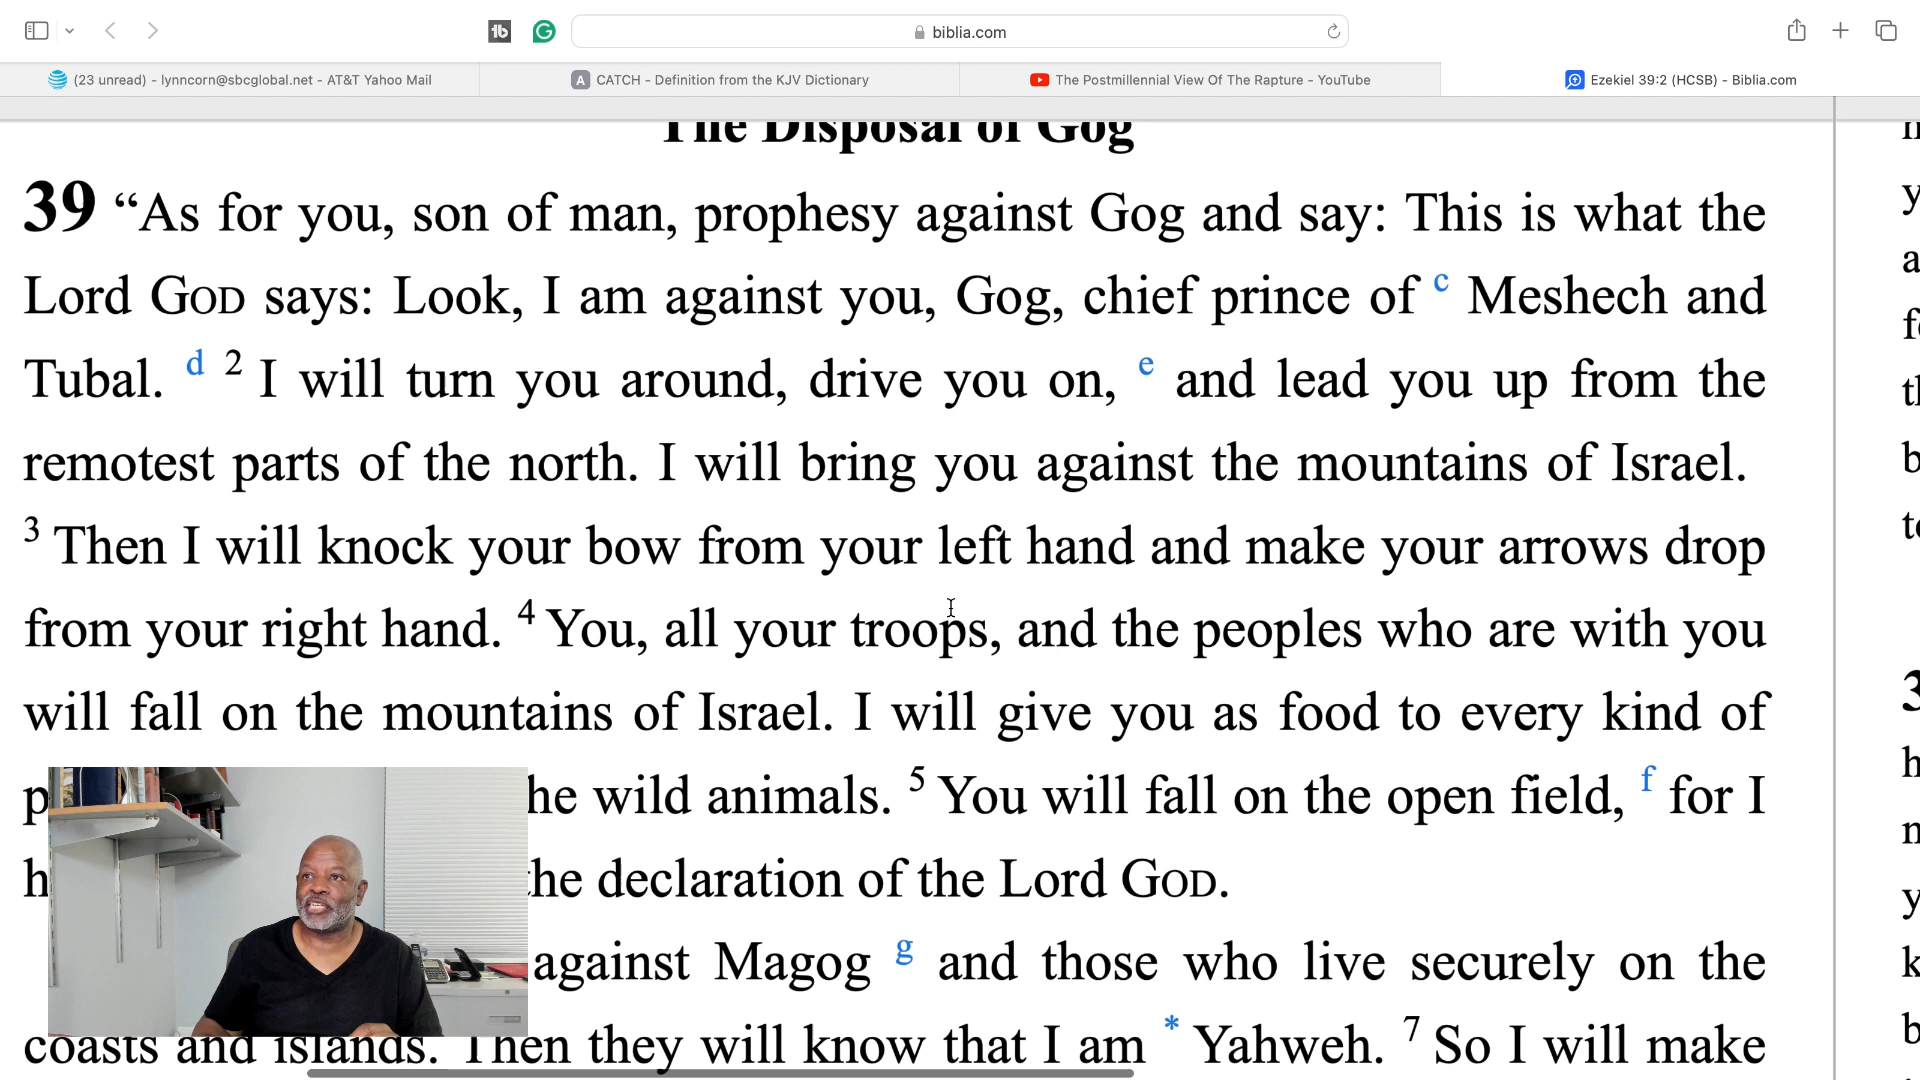 biblia.com
(23 unread) - lynncorn@sbcglobal.net - AT&T Yahoo Mail
CATCH - Definition from the KJV Dictionary
The Postmillennial View Of The Rapture - YouTube
Ezekiel 39:2 (HCSB) - Biblia.com
The Disposal of Gog
39 “As for you, son of man, prophesy against Gog and say: This is what the
Lord GOD says: Look, I am against you, Gog, chief prince of c Meshech and
Tubal. d 2 I will turn you around, drive you on, e and lead you up from the
remotest parts of the north. I will bring you against the mountains of Israel.
3 Then I will knock your bow from your left hand and make your arrows drop
from your right hand. 4 You, all your troops, and the peoples who are with you
will fall on the mountains of Israel. I will give you as food to every kind of
he wild animals. 5 You will fall on the open field, f for I
the declaration of the Lord GOD.
against Magog g and those who live securely on the
coasts and islands. Then they will know that I am * Yahweh. 7 So I will make